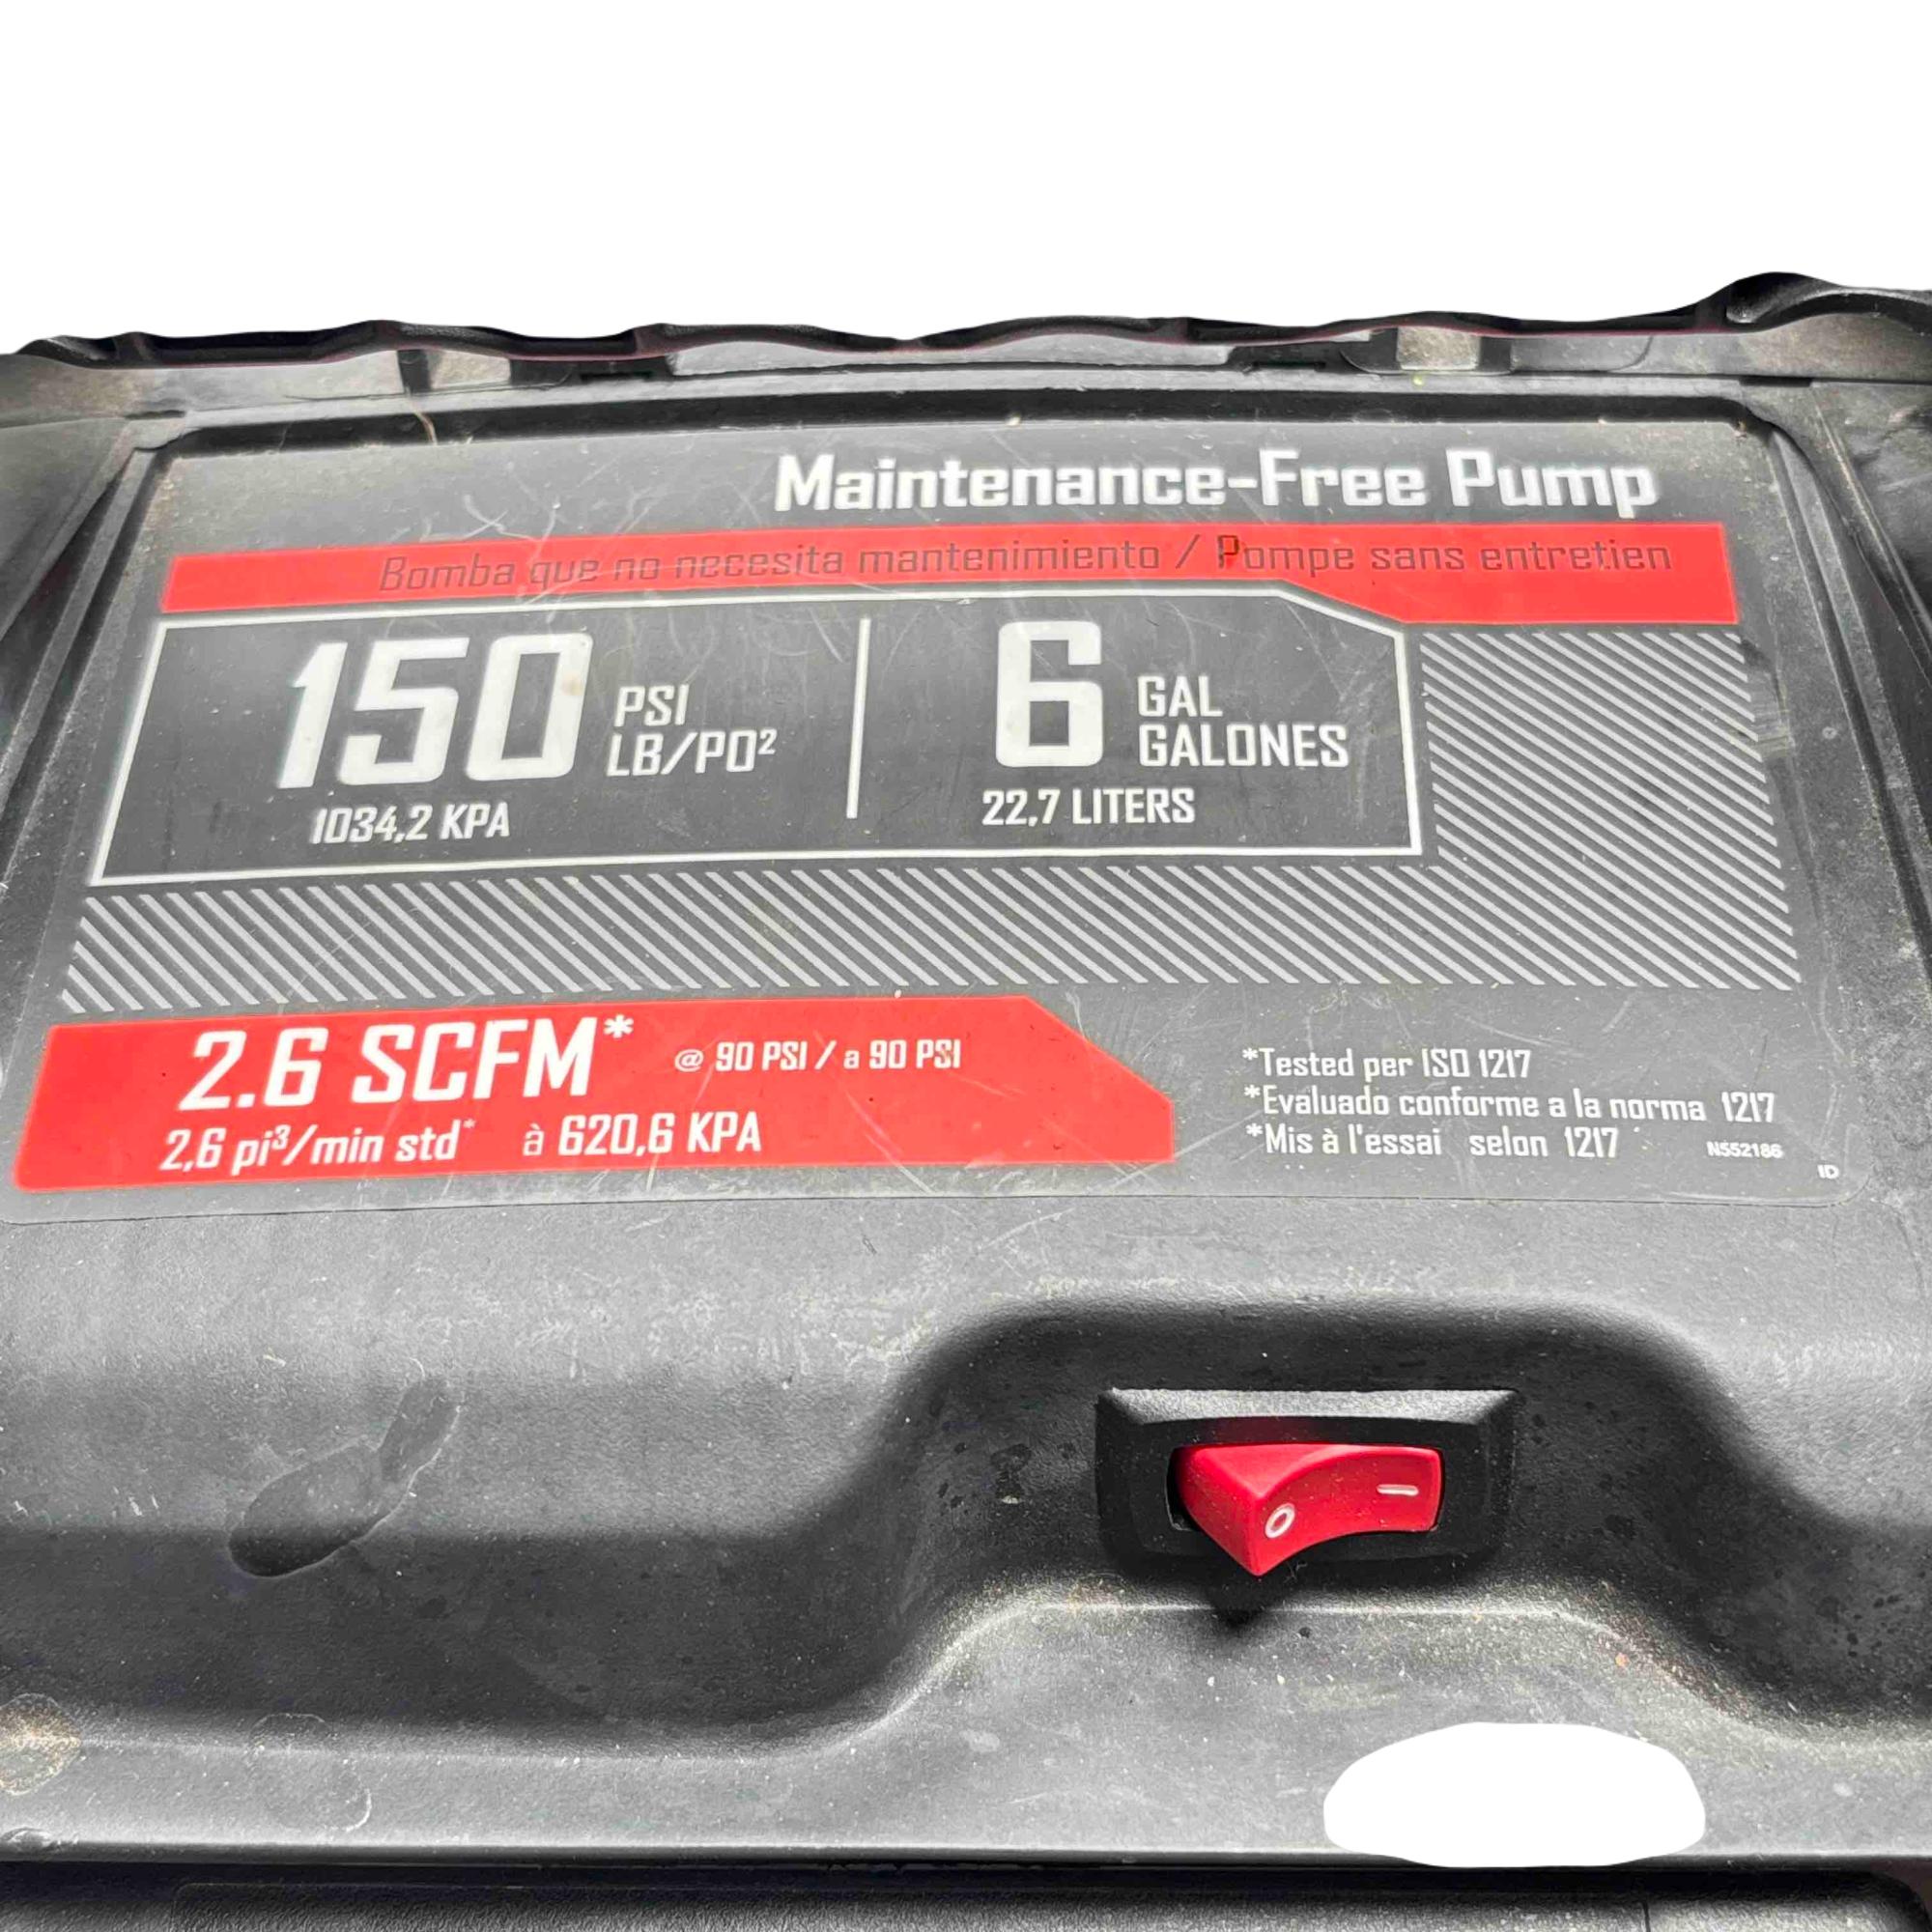 Maintenance-Free Pump
Bomba que no necesita mantenimiento / Pompe sans entretien
150 PSI
LB/PO²
1034,2 KPA
6 GAL
GALONES
22,7 LITERS
2.6 SCFM* @ 90 PSI / a 90 PSI
2,6 pi³/min std* à 620,6 KPA
*Tested per ISO 1217
*Evaluado conforme a la norma 1217
*Mis à l'essai selon 1217
N552186
ID
O –